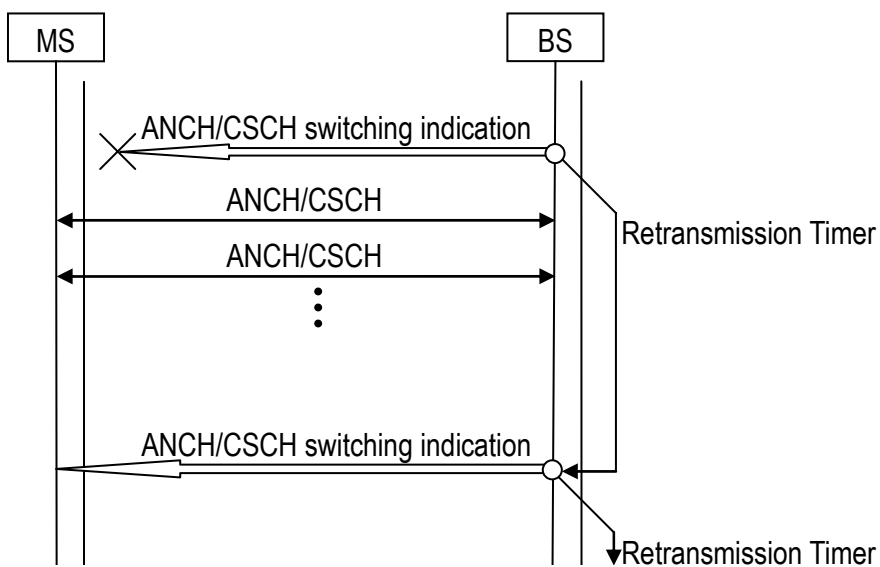 MS
BS
ANCH/CSCH switching indication
ANCH/CSCH
Retransmission Timer
ANCH/CSCH
ANCH/CSCH switching indication
Retransmission Timer